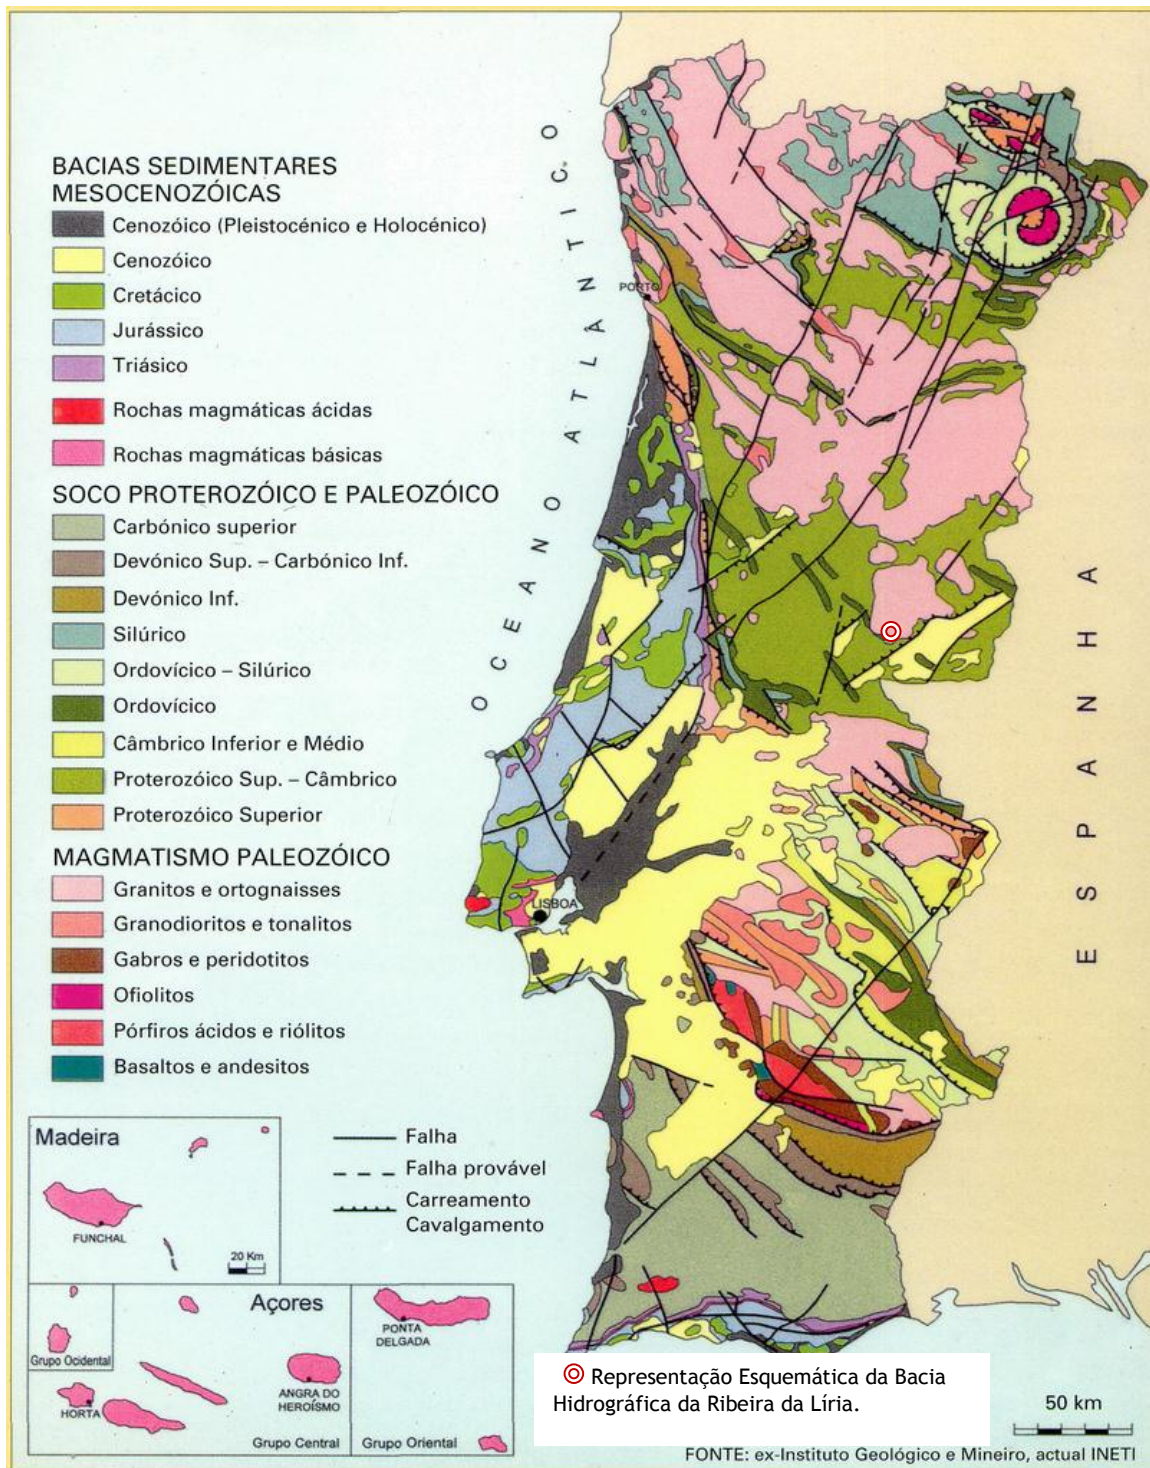 BACIAS SEDIMENTARES
MESOCENOZÓICAS
Cenozóico (Pleistocénico e Holocénico)
Cenozóico
Cretácico
Jurássico
Triásico
Rochas magmáticas ácidas
Rochas magmáticas básicas
SOCO PROTEROZÓICO E PALEOZÓICO
Carbónico superior
Devónico Sup. – Carbónico Inf.
Devónico Inf.
Silúrico
Ordovícico – Silúrico
Ordovícico
Câmbrico Inferior e Médio
Proterozóico Sup. – Câmbrico
Proterozóico Superior
MAGMATISMO PALEOZÓICO
Granitos e ortognaisses
Granodioritos e tonalitos
Gabros e peridotitos
Ofiolitos
Pórfiros ácidos e riólitos
Basaltos e andesitos
OCEANO ATLÂNTICO
PORTO
LISBOA
ESPANHA
Falha
Falha provável
Carreamento
Cavalgamento
Madeira
FUNCHAL
20 Km
Açores
Grupo Ocidental
HORTA
ANGRA DO
HEROÍSMO
Grupo Central
PONTA
DELGADA
Grupo Oriental
Representação Esquemática da Bacia
Hidrográfica da Ribeira da Líria.
50 km
FONTE: ex-Instituto Geológico e Mineiro, actual INETI